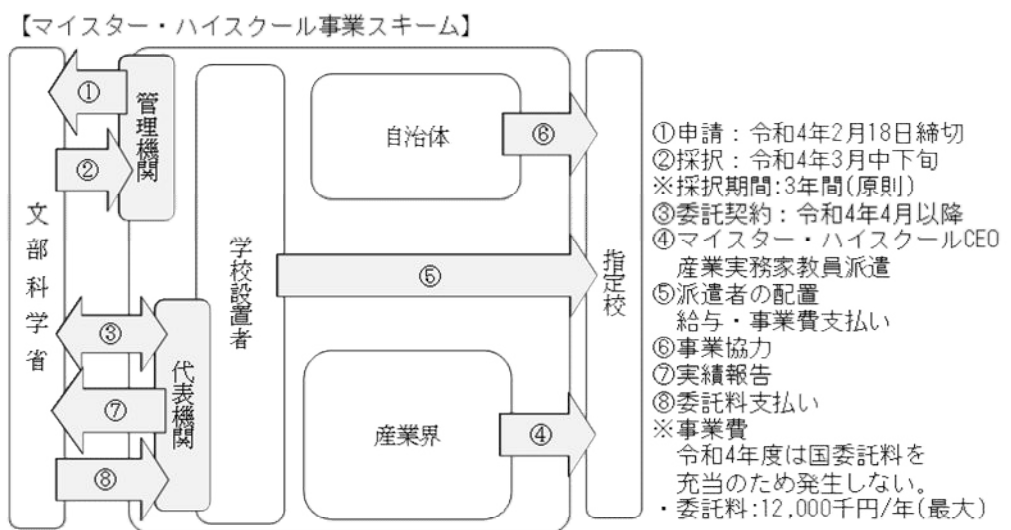 【マイスター・ハイスクール事業スキーム】
文部科学省
①
②
管理機関
③
⑦
⑧
代表機関
学校設置者
自治体
⑥
⑤
産業界
④
指定校
①申請：令和4年2月18日締切
②採択：令和4年3月中下旬
※採択期間:3年間(原則)
③委託契約：令和4年4月以降
④マイスター・ハイスクールCEO
産業実務家教員派遣
⑤派遣者の配置
給与・事業費支払い
⑥事業協力
⑦実績報告
⑧委託料支払い
※事業費
令和4年度は国委託料を
充当のため発生しない。
・委託料:12,000千円/年(最大)